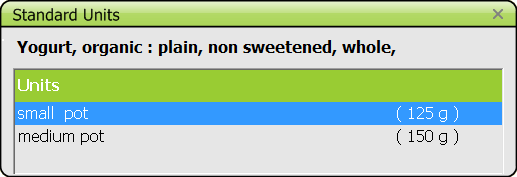 Standard Units
Yogurt, organic : plain, non sweetened, whole,
Units
small pot ( 125 g )
medium pot ( 150 g )